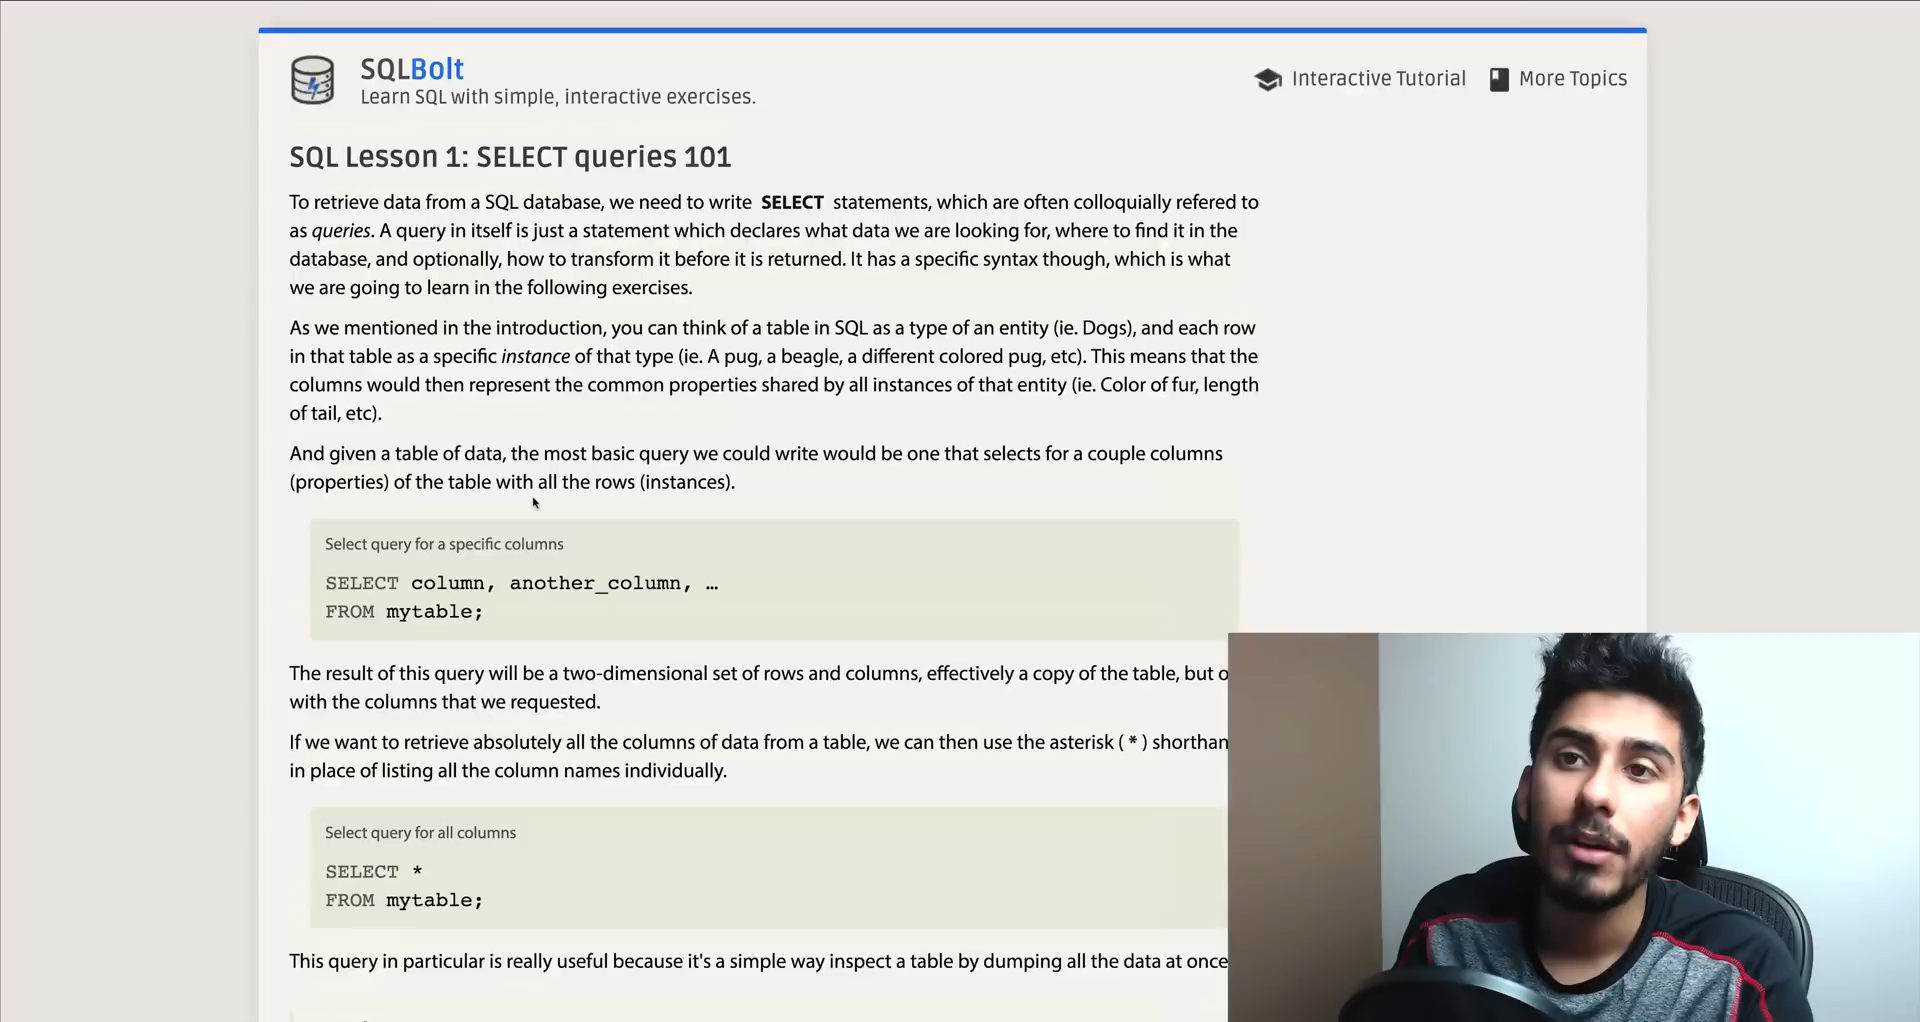 SQLBolt
Learn SQL with simple, interactive exercises.
Interactive Tutorial
More Topics
SQL Lesson 1: SELECT queries 101
To retrieve data from a SQL database, we need to write SELECT statements, which are often colloquially refered to
as queries. A query in itself is just a statement which declares what data we are looking for, where to find it in the
database, and optionally, how to transform it before it is returned. It has a specific syntax though, which is what
we are going to learn in the following exercises.
As we mentioned in the introduction, you can think of a table in SQL as a type of an entity (ie. Dogs), and each row
in that table as a specific instance of that type (ie. A pug, a beagle, a different colored pug, etc). This means that the
columns would then represent the common properties shared by all instances of that entity (ie. Color of fur, length
of tail, etc).
And given a table of data, the most basic query we could write would be one that selects for a couple columns
(properties) of the table with all the rows (instances).
Select query for a specific columns
SELECT column, another_column, …
FROM mytable;
The result of this query will be a two-dimensional set of rows and columns, effectively a copy of the table, but
with the columns that we requested.
If we want to retrieve absolutely all the columns of data from a table, we can then use the asterisk (*) shorthan
in place of listing all the column names individually.
Select query for all columns
SELECT *
FROM mytable;
This query in particular is really useful because it's a simple way inspect a table by dumping all the data at once